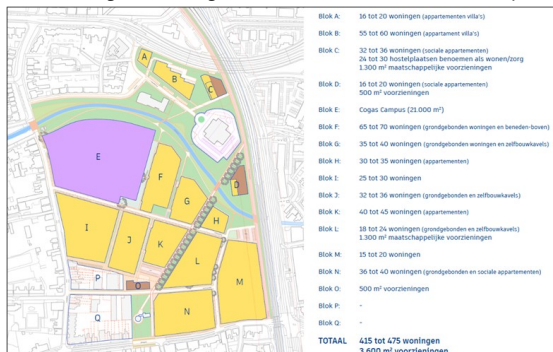 Blok A: 16 tot 20 woningen (appartementen villa's)
Blok B: 55 tot 60 woningen (appartement villa's)
Blok C: 32 tot 36 woningen (sociale appartementen)
24 tot 30 hostelplaatsen benoemen als wonen/zorg
1.300 m² maatschappelijke voorzieningen
Blok D: 16 tot 20 woningen (sociale appartementen)
500 m² voorzieningen
Blok E: Cogas Campus (21.000 m²)
Blok F: 65 tot 70 woningen (grondgebonden woningen en beneden-boven)
Blok G: 35 tot 40 woningen (grondgebonden woningen en zelfbouwkavels)
Blok H: 30 tot 35 woningen (appartementen)
Blok I: 25 tot 30 woningen
Blok J: 32 tot 36 woningen (grondgebonden en zelfbouwkavels)
Blok K: 40 tot 45 woningen (appartementen)
Blok L: 18 tot 24 woningen (grondgebonden en zelfbouwkavels)
1.300 m² maatschappelijke voorzieningen
Blok M: 15 tot 20 woningen
Blok N: 36 tot 40 woningen (grondgebonden en sociale appartementen)
Blok O: 500 m² voorzieningen
Blok P: -
Blok Q: -
TOTAAL 415 tot 475 woningen
3.600 m² voorzieningen
A
B
C
E
D
F
G
H
I
J
K
L
M
P
O
Q
N